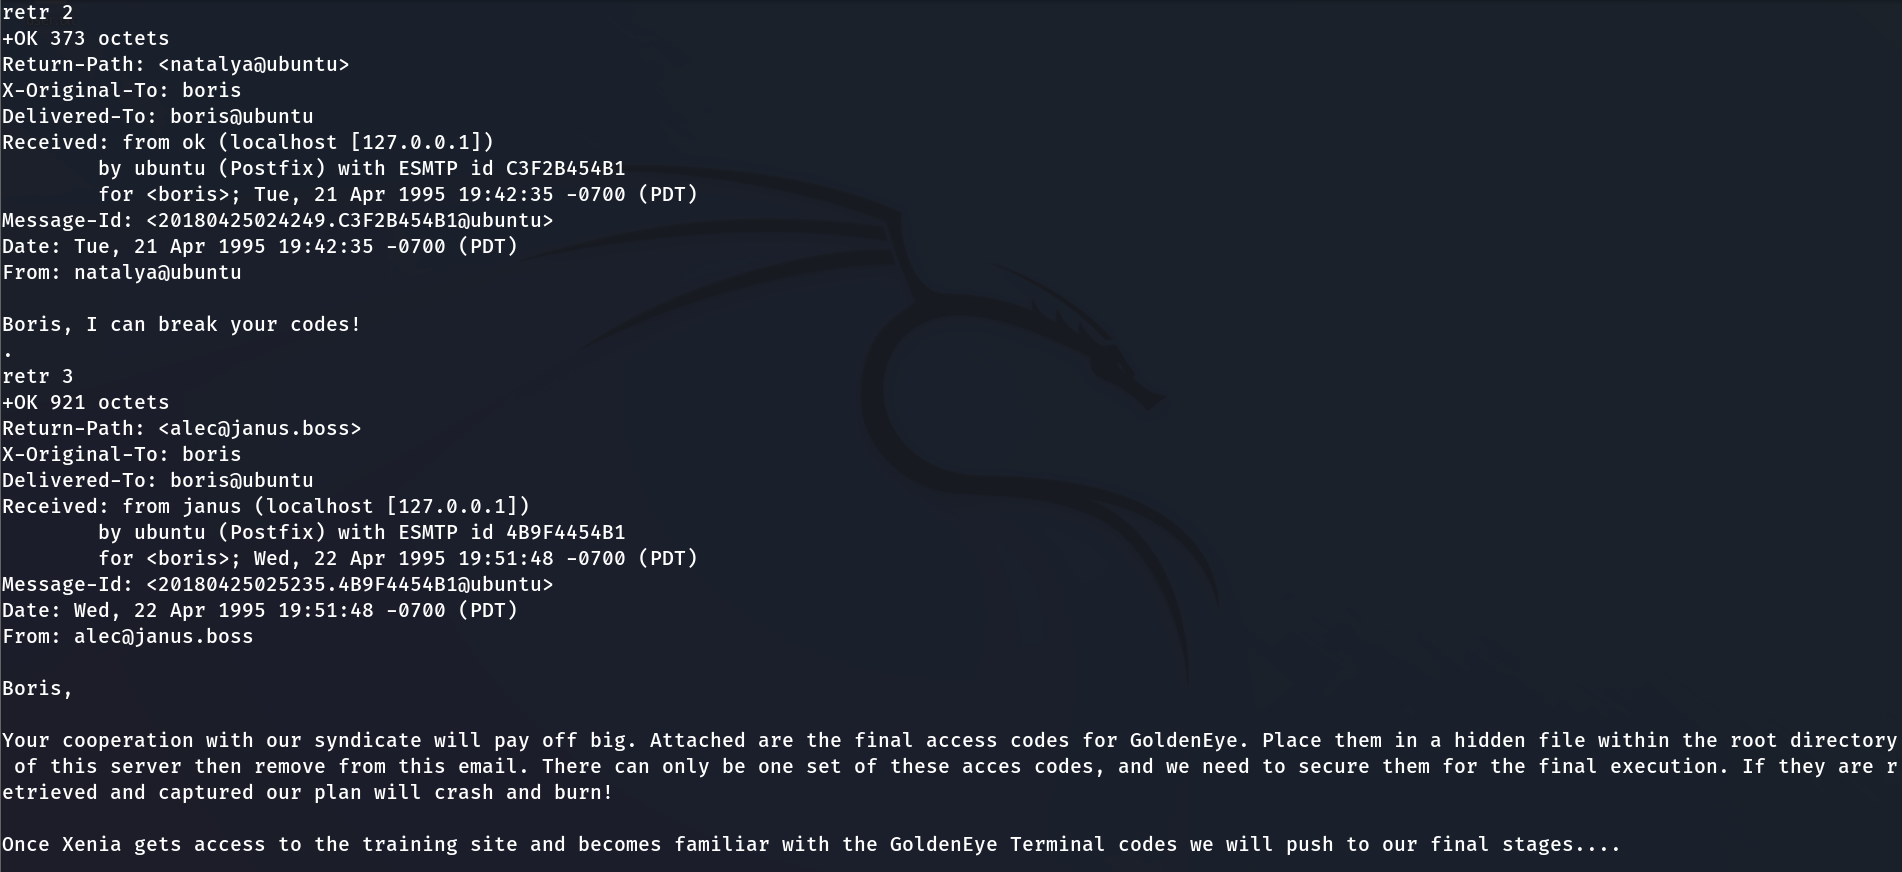 retr 2
+OK 373 octets
Return-Path: <natalya@ubuntu>
X-Original-To: boris
Delivered-To: boris@ubuntu
Received: from ok (localhost [127.0.0.1])
        by ubuntu (Postfix) with ESMTP id C3F2B454B1
        for <boris>; Tue, 21 Apr 1995 19:42:35 -0700 (PDT)
Message-Id: <20180425024249.C3F2B454B1@ubuntu>
Date: Tue, 21 Apr 1995 19:42:35 -0700 (PDT)
From: natalya@ubuntu

Boris, I can break your codes!
.
retr 3
+OK 921 octets
Return-Path: <alec@janus.boss>
X-Original-To: boris
Delivered-To: boris@ubuntu
Received: from janus (localhost [127.0.0.1])
        by ubuntu (Postfix) with ESMTP id 4B9F4454B1
        for <boris>; Wed, 22 Apr 1995 19:51:48 -0700 (PDT)
Message-Id: <20180425025235.4B9F4454B1@ubuntu>
Date: Wed, 22 Apr 1995 19:51:48 -0700 (PDT)
From: alec@janus.boss

Boris,

Your cooperation with our syndicate will pay off big. Attached are the final access codes for GoldenEye. Place them in a hidden file within the root directory
 of this server then remove from this email. There can only be one set of these acces codes, and we need to secure them for the final execution. If they are r
etrieved and captured our plan will crash and burn!

Once Xenia gets access to the training site and becomes familiar with the GoldenEye Terminal codes we will push to our final stages....